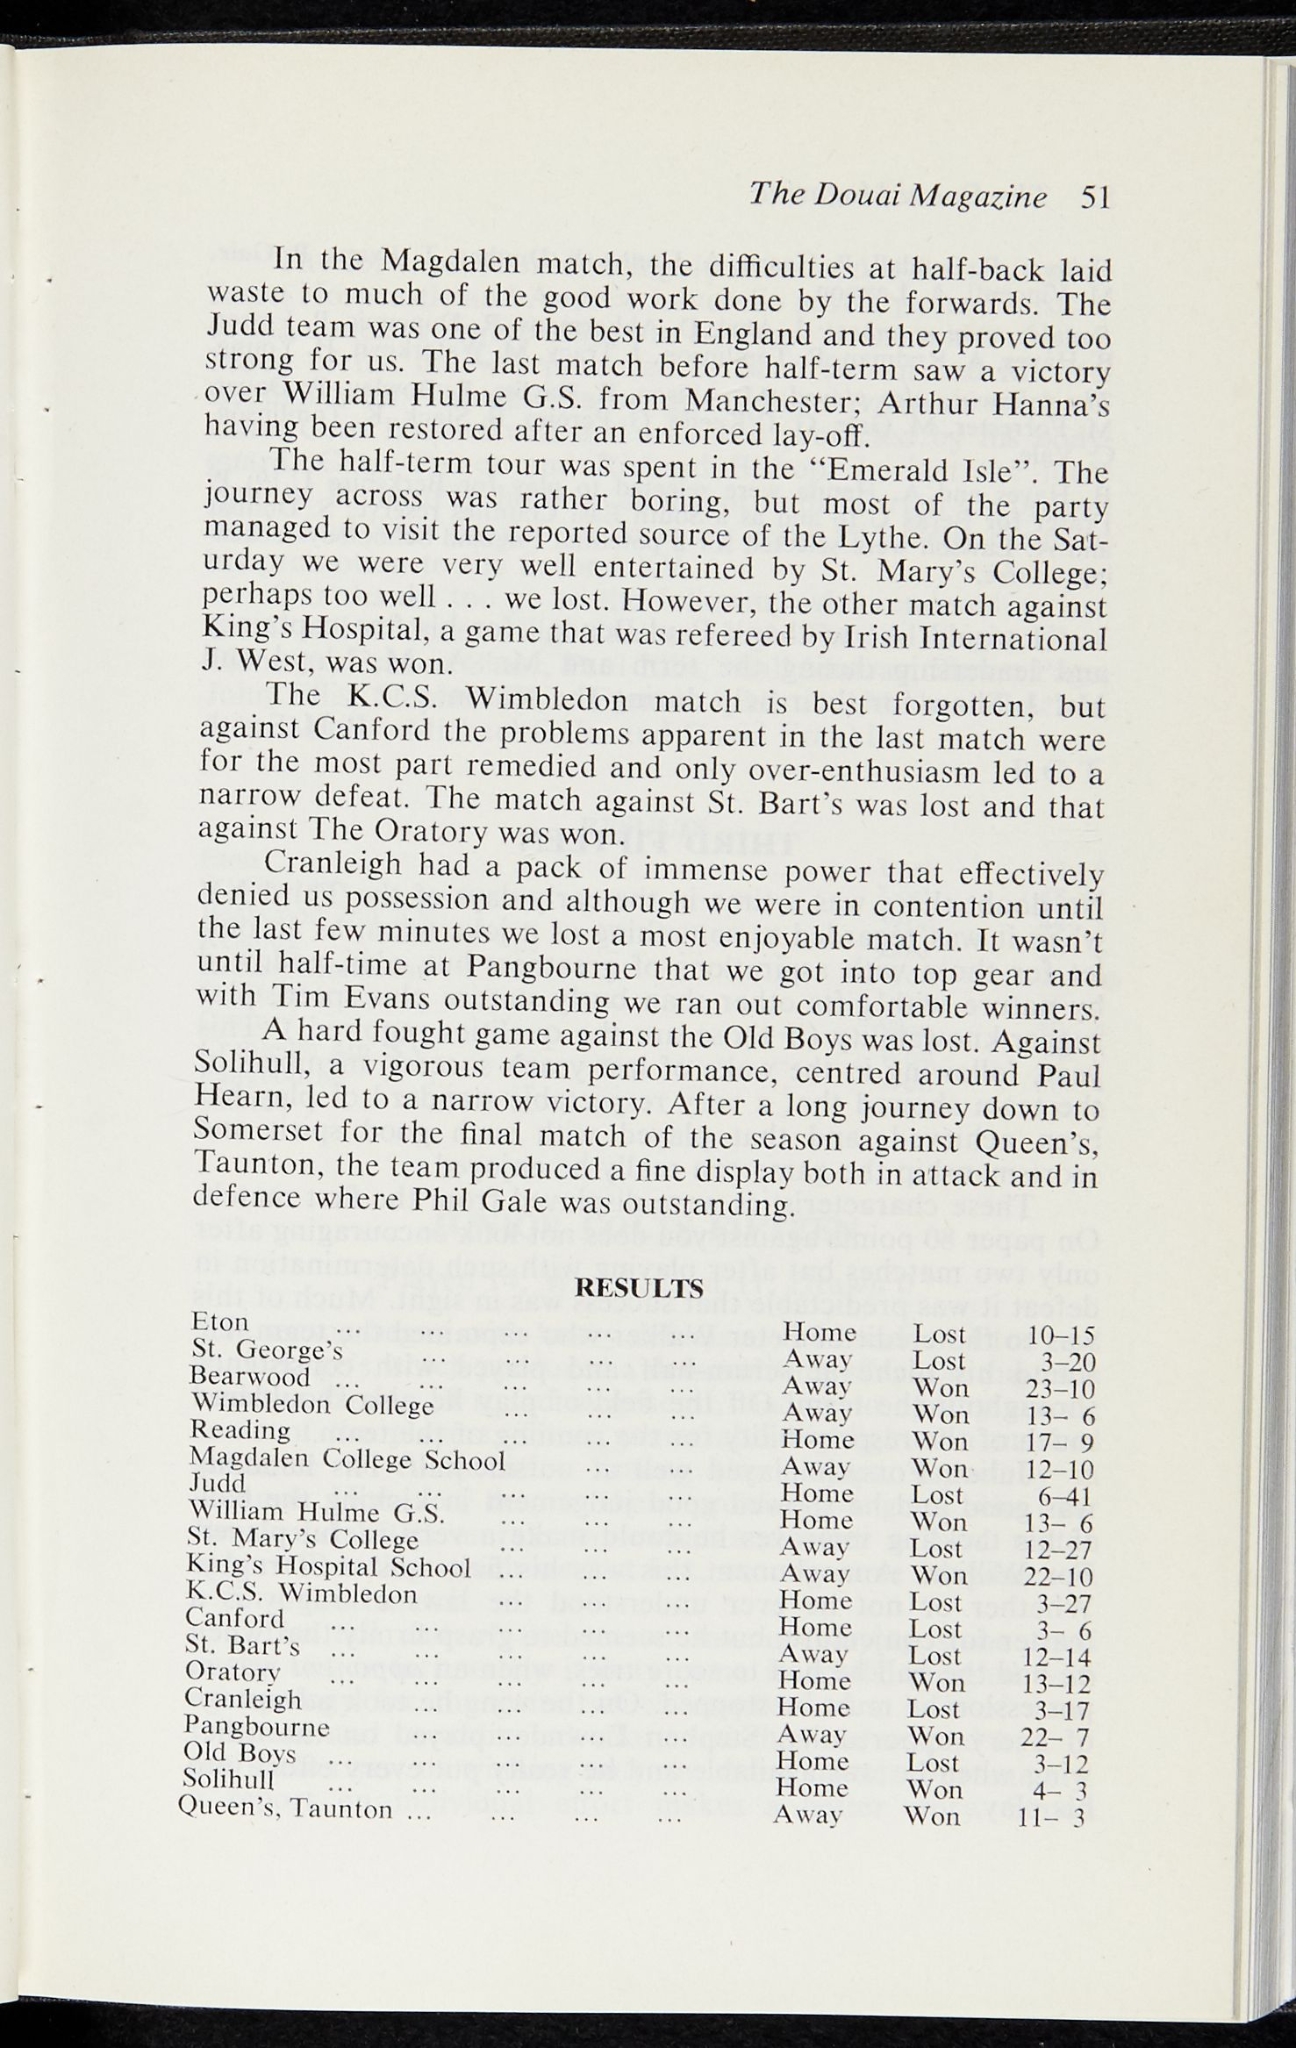 The Douai Magazine 51
In the Magdalen match, the difficulties at half-back laid
waste to much of the good work done by the forwards. The
Judd team was one of the best in England and they proved too
strong for us. The last match before half-term saw a victory
over William Hulme G.S. from Manchester; Arthur Hanna's
having been restored after an enforced lay-off.
The half-term tour was spent in the “Emerald Isle”. The
journey across was rather boring, but most of the party
managed to visit the reported source of the Lythe. On the Sat-
urday we were very well entertained by St. Mary's College;
perhaps too well . . . we lost. However, the other match against
King's Hospital, a game that was refereed by Irish International
J. West, was won.
The K.C.S. Wimbledon match is best forgotten, but
against Canford the problems apparent in the last match were
for the most part remedied and only over-enthusiasm led to a
narrow defeat. The match against St. Bart's was lost and that
against The Oratory was won.
Cranleigh had a pack of immense power that effectively
denied us possession and although we were in contention until
the last few minutes we lost a most enjoyable match. It wasn't
until half-time at Pangbourne that we got into top gear and
with Tim Evans outstanding we ran out comfortable winners.
A hard fought game against the Old Boys was lost. Against
Solihull, a vigorous team performance, centred around Paul
Hearn, led to a narrow victory. After a long journey down to
Somerset for the final match of the season against Queen's,
Taunton, the team produced a fine display both in attack and in
defence where Phil Gale was outstanding.
RESULTS
Eton ... ... ... ... ... Home Lost 10–15
St. George's ... ... ... ... Away Lost 3–20
Bearwood ... ... ... ... ... Away Won 23–10
Wimbledon College ... ... ... Away Won 13– 6
Reading ... ... ... ... ... Home Won 17– 9
Magdalen College School ... ... Away Won 12–10
Judd ... ... ... ... ... Home Lost 6–41
William Hulme G.S. ... ... ... Home Won 13– 6
St. Mary's College ... ... ... Away Lost 12–27
King's Hospital School ... ... ... Away Won 22–10
K.C.S. Wimbledon ... ... ... Home Lost 3–27
Canford ... ... ... ... ... Home Lost 3– 6
St. Bart's ... ... ... ... ... Away Lost 12–14
Oratory ... ... ... ... ... Home Won 13–12
Cranleigh ... ... ... ... Home Lost 3–17
Pangbourne ... ... ... ... Away Won 22– 7
Old Boys ... ... ... ... ... Home Lost 3–12
Solihull ... ... ... ... ... Home Won 4– 3
Queen's, Taunton ... ... ... ... Away Won 11– 3